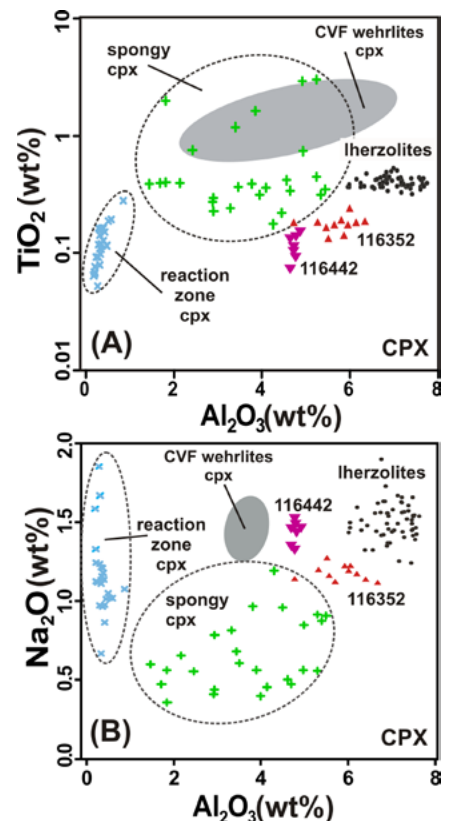 10
1
0.1
0.01
TiO₂ (wt%)
spongy
cpx
CVF wehrlites
cpx
lherzolites
116352
116442
reaction
zone
cpx
(A)
CPX
0
2
4
6
8
Al₂O₃(wt%)
2.0
1.5
1.0
0.5
0.0
Na₂O (wt%)
CVF wehrlites
cpx
lherzolites
116442
reaction
zone
cpx
116352
spongy
cpx
(B)
CPX
0
2
4
6
8
Al₂O₃(wt%)